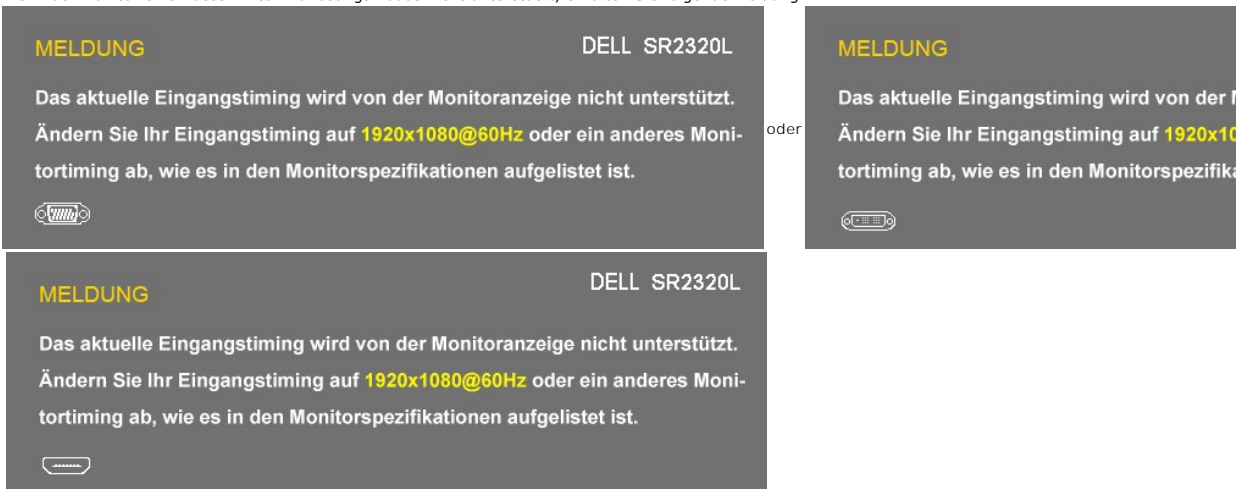 MELDUNG DELL SR2320L
Das aktuelle Eingangstiming wird von der Monitoranzeige nicht unterstützt.
Ändern Sie Ihr Eingangstiming auf 1920x1080@60Hz oder ein anderes Moni-
tortiming ab, wie es in den Monitorspezifikationen aufgelistet ist.
oder
MELDUNG
Das aktuelle Eingangstiming wird von der
Ändern Sie Ihr Eingangstiming auf
tortiming ab, wie es in den
MELDUNG DELL SR2320L
Das aktuelle Eingangstiming wird von der Monitoranzeige nicht unterstützt.
Ändern Sie Ihr Eingangstiming auf 1920x1080@60Hz oder ein anderes Moni-
tortiming ab, wie es in den Monitorspezifikationen aufgelistet ist.